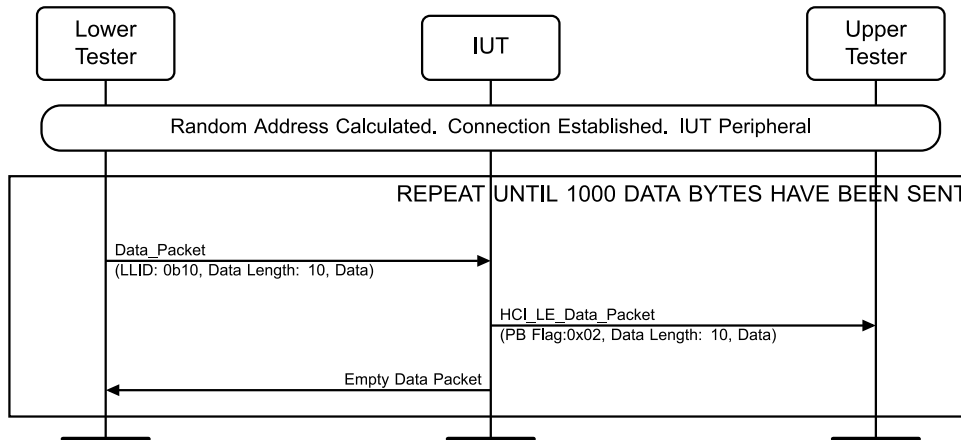 Lower
Tester
IUT
Upper
Tester
Random Address Calculated. Connection Established. IUT Peripheral
REPEAT UNTIL 1000 DATA BYTES HAVE BEEN SENT
Data_Packet
(LLID: 0b10, Data Length: 10, Data)
HCI_LE_Data_Packet
(PB Flag:0x02, Data Length: 10, Data)
Empty Data Packet